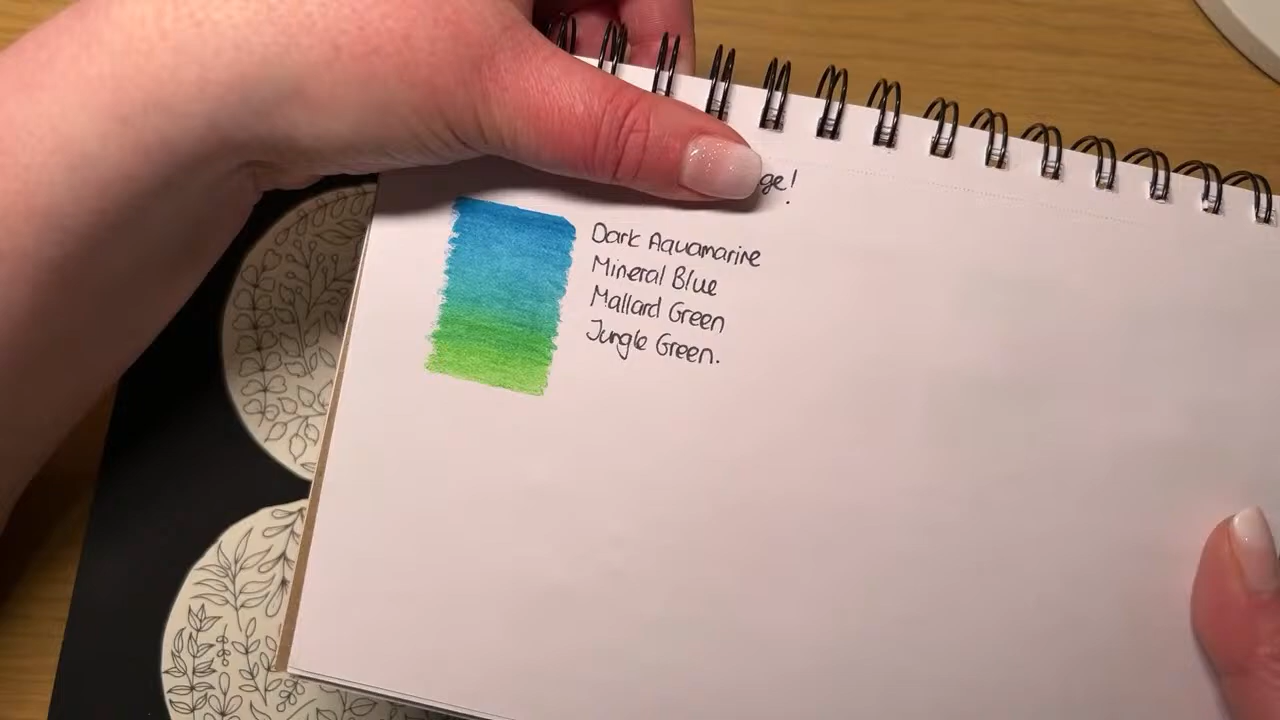 ge!
Dark Aquamarine
Mineral Blue
Mallard Green
Jungle Green.